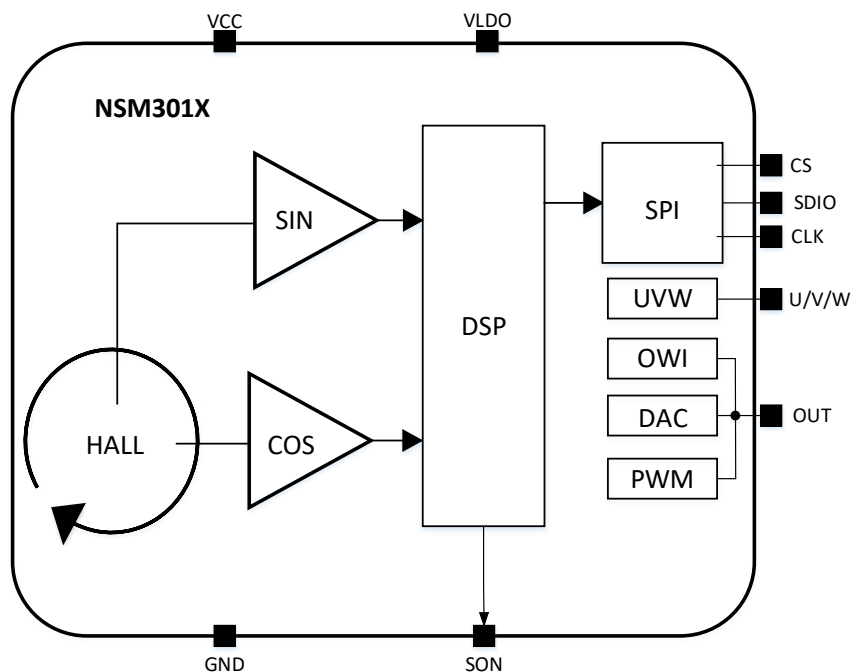 VCC
VLDO
NSM301X
SIN
SPI
CS
SDIO
CLK
UVW
U/V/W
DSP
OWI
HALL
COS
DAC
OUT
PWM
GND
SON